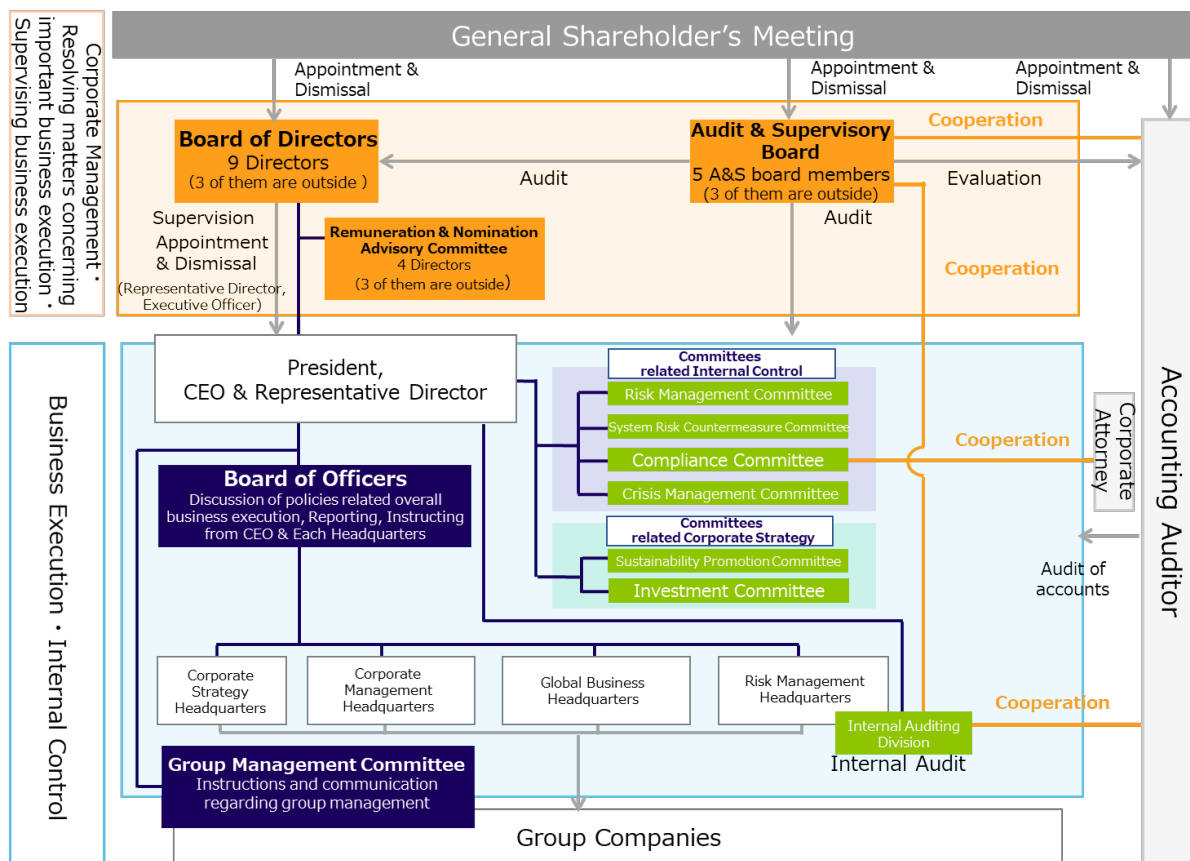 General Shareholder’s Meeting
Corporate Management・
Resolving matters concerning
important business execution・
Supervising business execution
Appointment &
Dismissal
Appointment &
Dismissal
Appointment &
Dismissal
Board of Directors
9 Directors
(3 of them are outside )
Audit & Supervisory
Board
5 A&S board members
(3 of them are outside)
Cooperation
Audit
Evaluation
Supervision
Appointment
& Dismissal
(Representative Director,
Executive Officer)
Remuneration & Nomination
Advisory Committee
4 Directors
(3 of them are outside)
Audit
Cooperation
Business Execution・Internal Control
President,
CEO & Representative Director
Committees
related Internal Control
Risk Management Committee
System Risk Countermeasure Committee
Compliance Committee
Crisis Management Committee
Cooperation
Corporate
Attorney
Accounting Auditor
Board of Officers
Discussion of policies related overall
business execution, Reporting, Instructing
from CEO & Each Headquarters
Committees
related Corporate Strategy
Sustainability Promotion Committee
Investment Committee
Audit of
accounts
Corporate
Strategy
Headquarters
Corporate
Management
Headquarters
Global Business
Headquarters
Risk Management
Headquarters
Cooperation
Internal Auditing
Division
Internal Audit
Group Management Committee
Instructions and communication
regarding group management
Group Companies